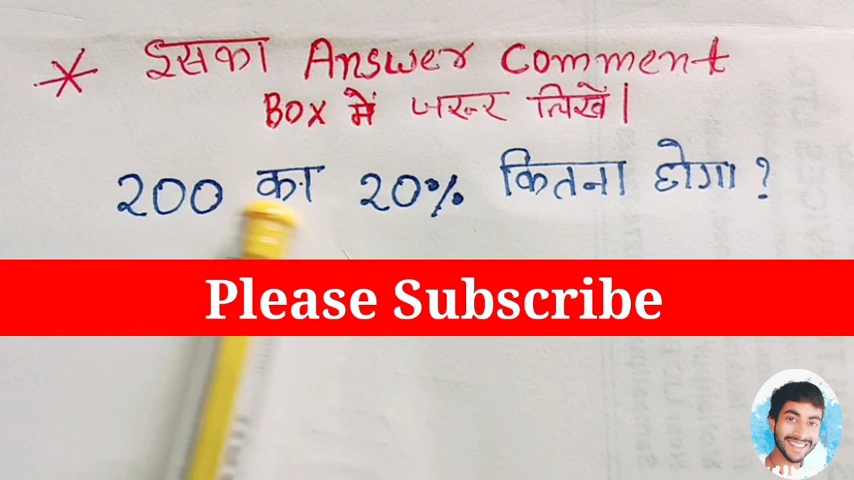 * इसका Answer Comment
Box में जरूर लिखें।
200 का 20% कितना होगा ?
Please Subscribe